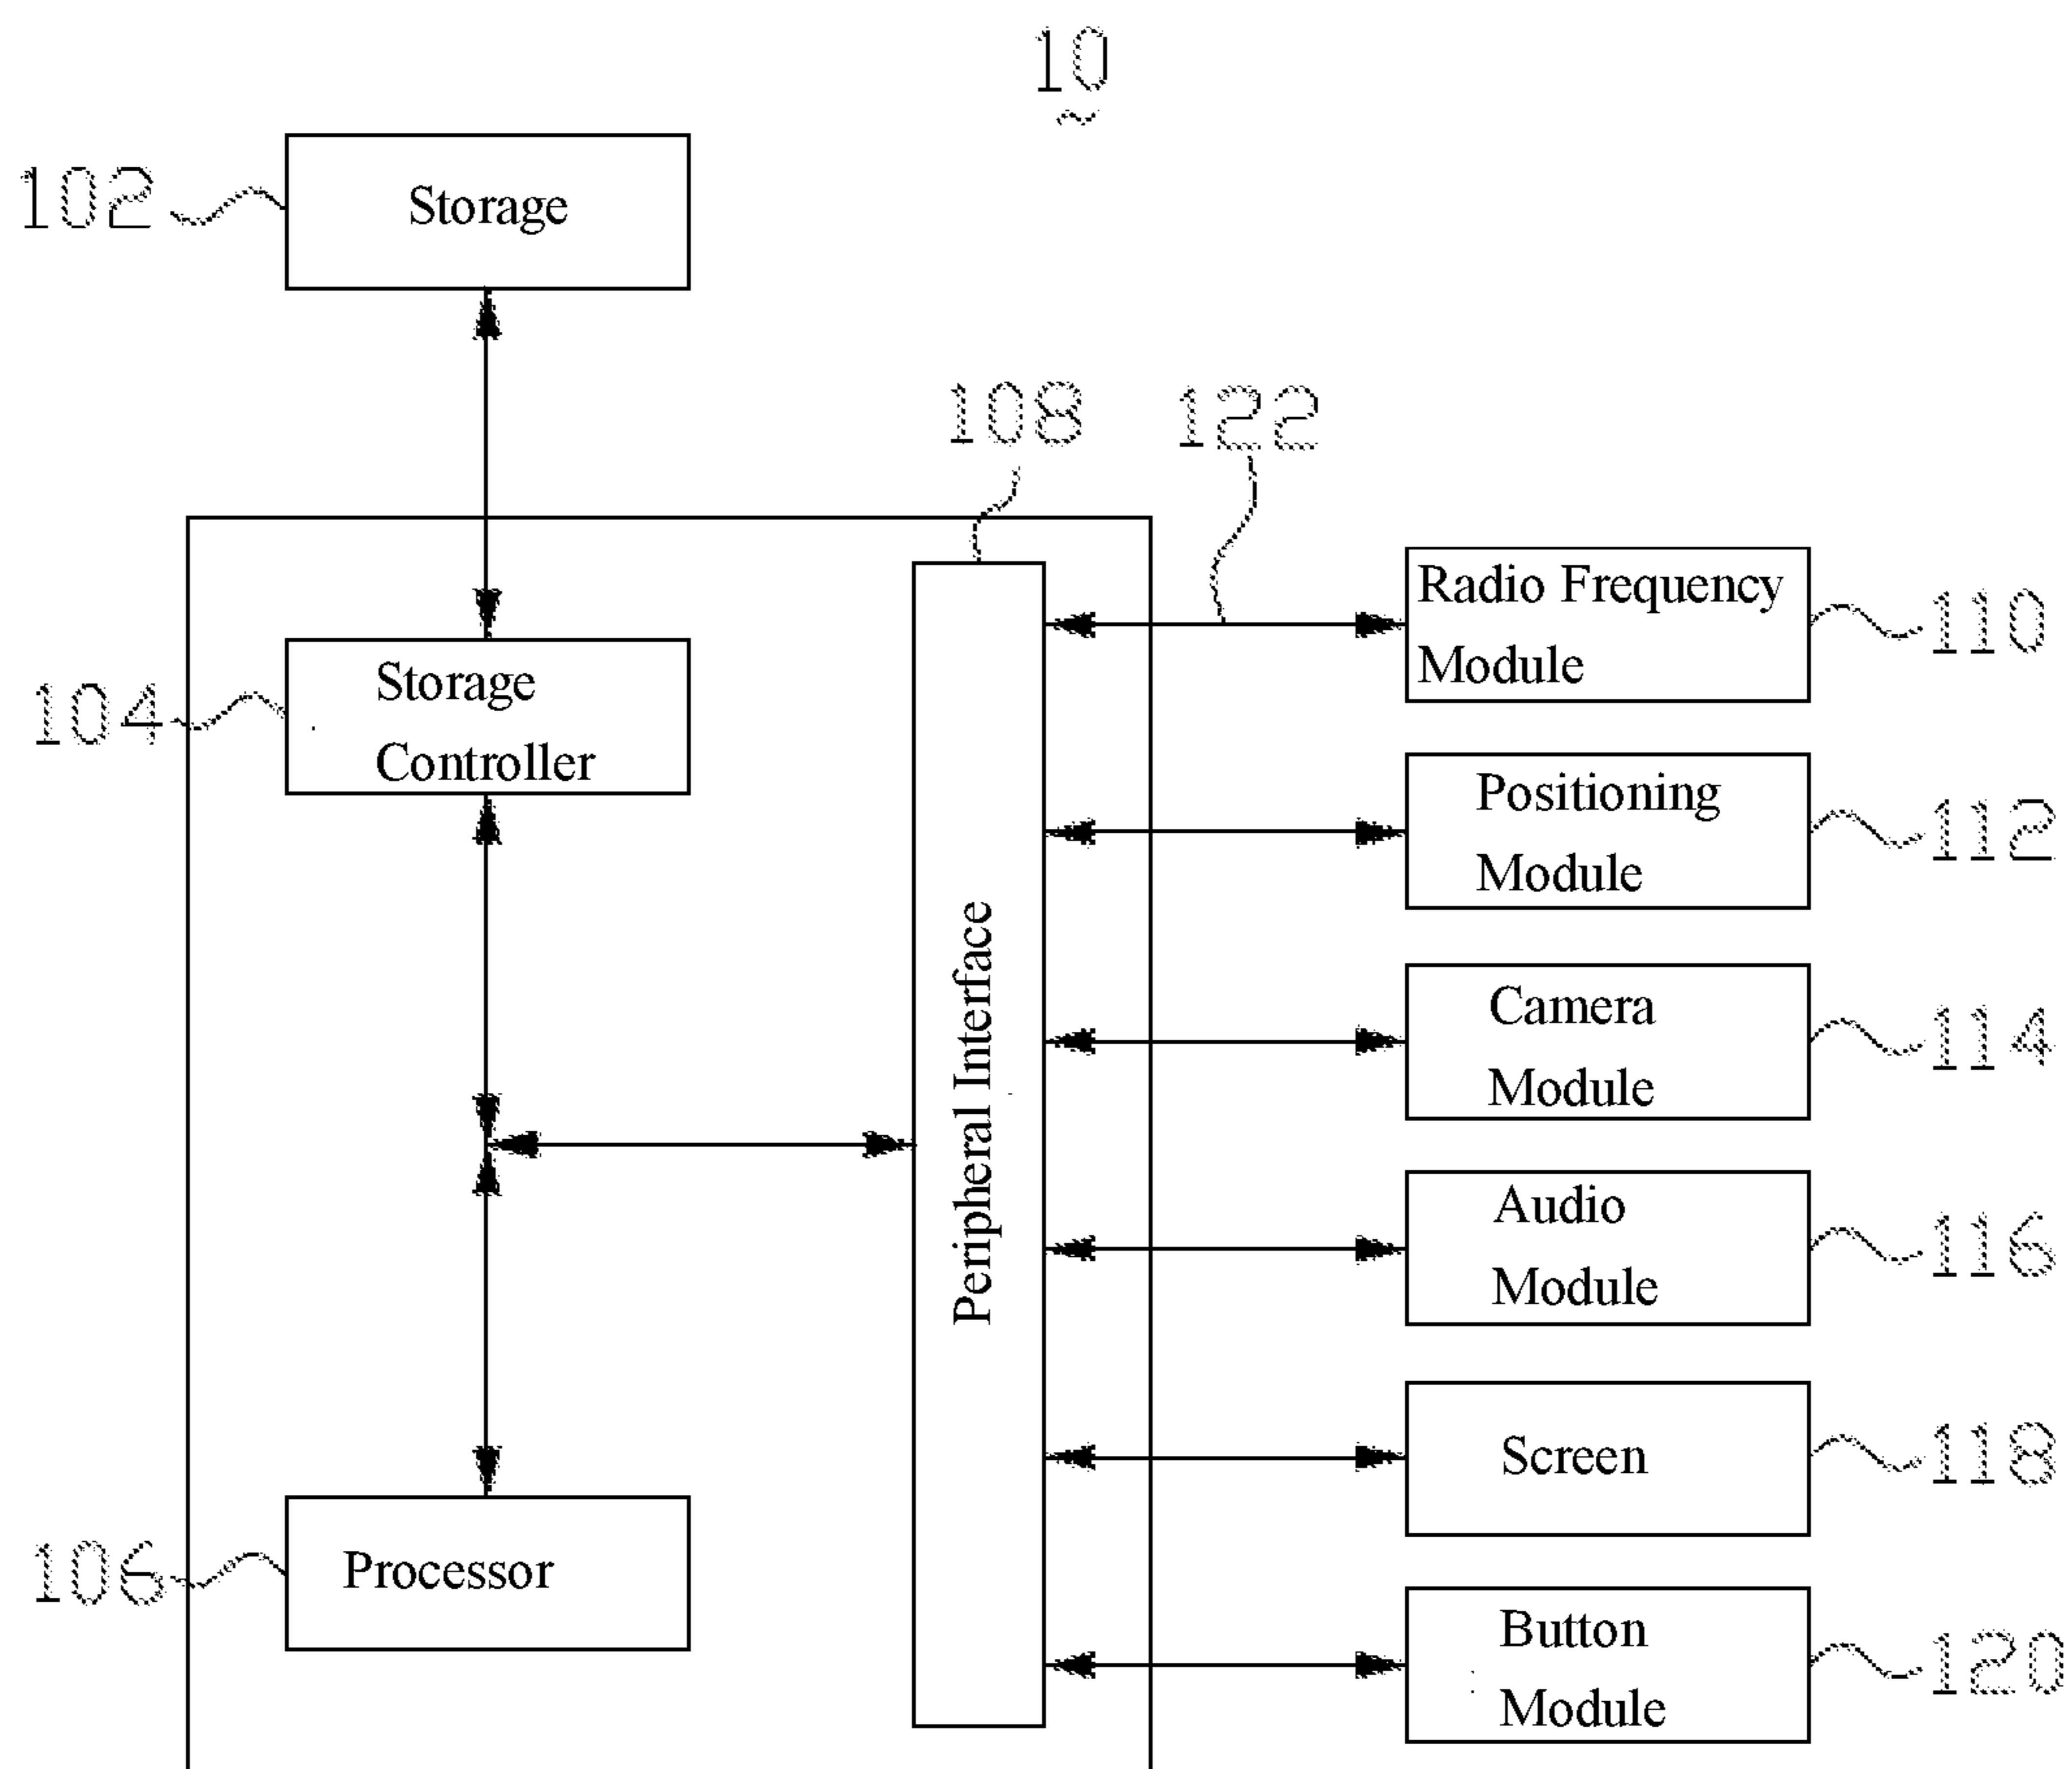 10
102
Storage
108
122
104
Storage
Controller
Radio Frequency
Module
110
Positioning
Module
112
Peripheral Interface
Camera
Module
114
Audio
Module
116
Screen
118
106
Processor
Button
Module
120